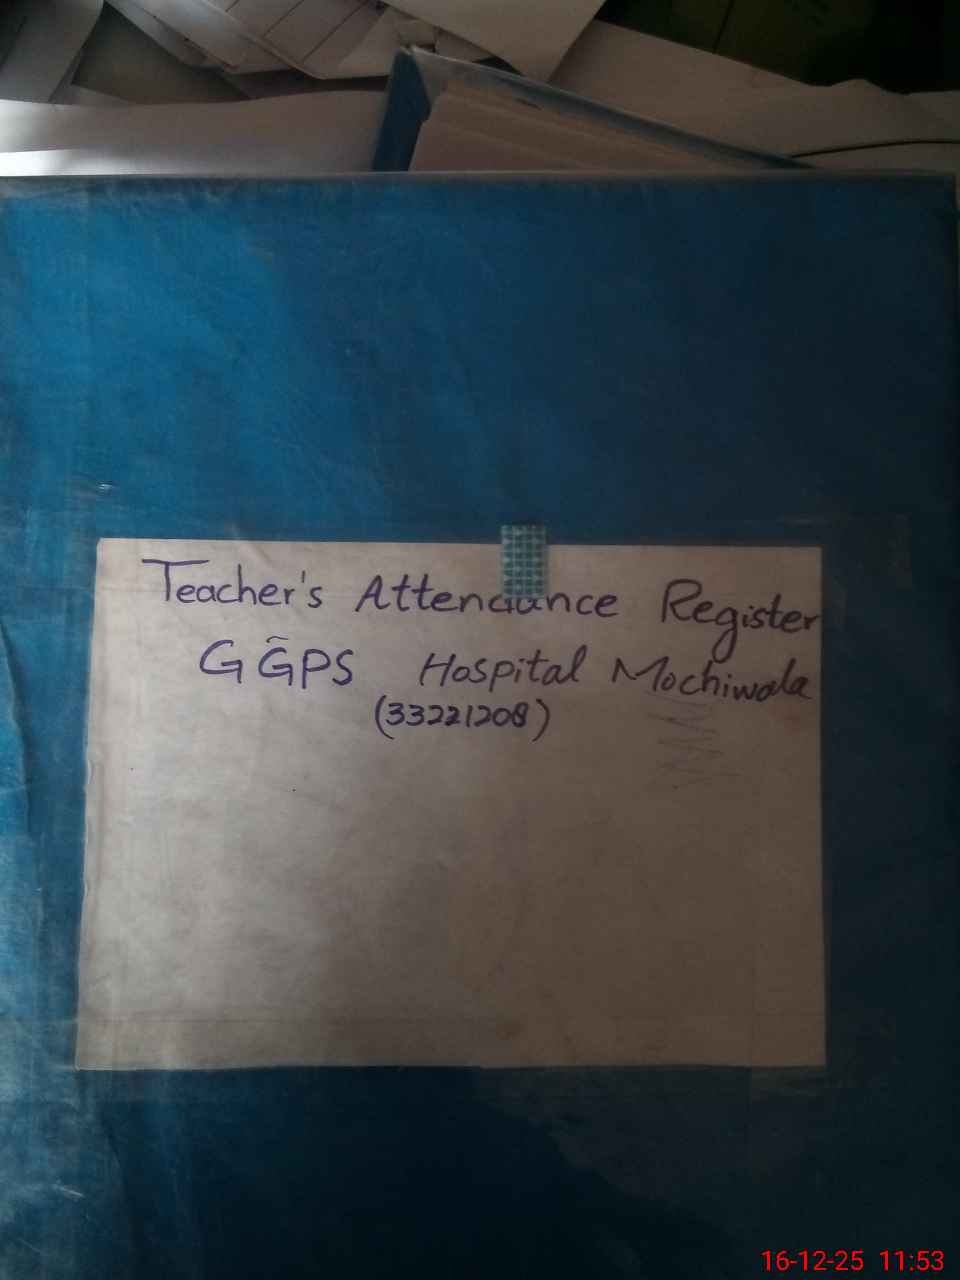 Teacher's Attendance Register
GGPS Hospital Mochiwala
(33221208)
16-12-25 11:53